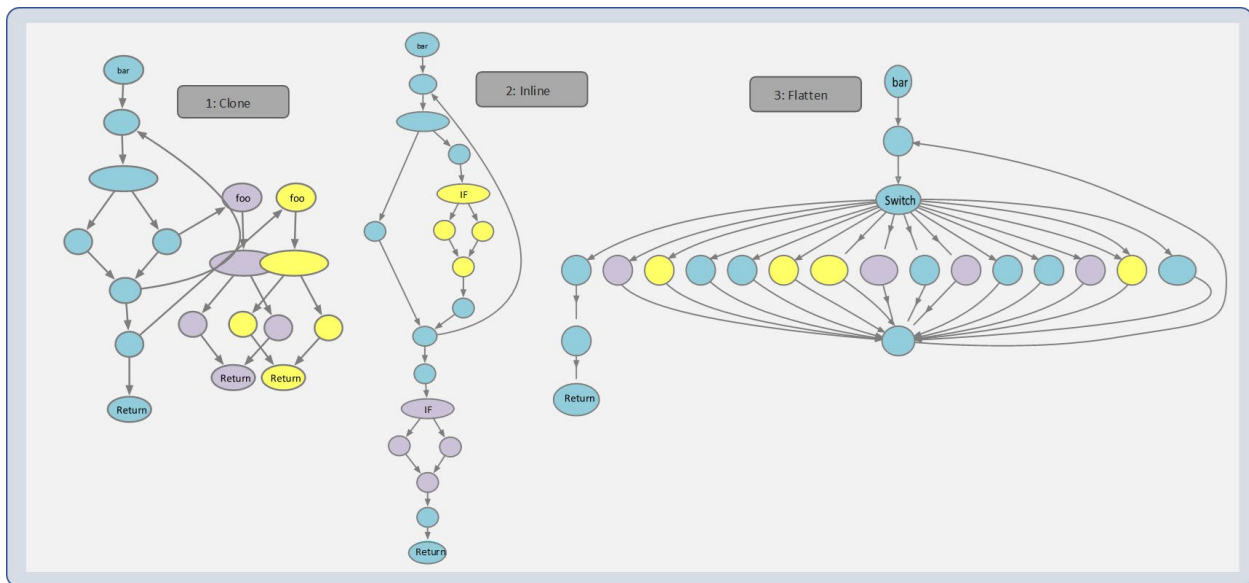 bar
1: Clone
foo
foo
Return
Return
Return
bar
2: Inline
IF
IF
Return
bar
3: Flatten
Switch
Return